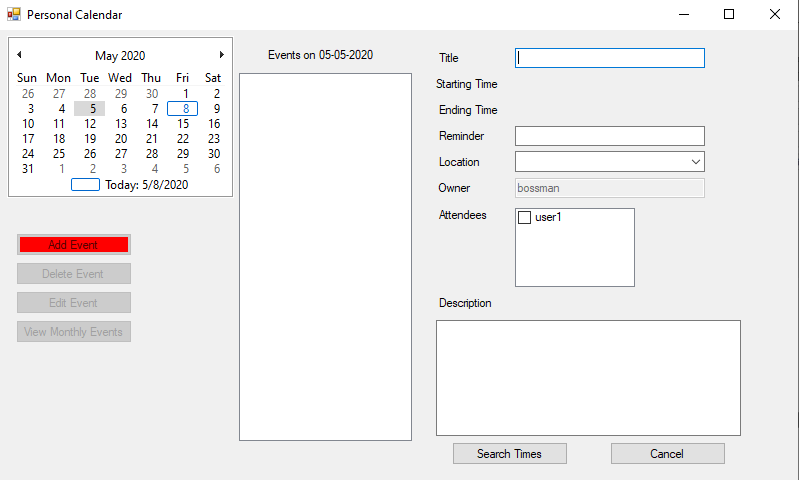 Personal Calendar
May 2020
Sun Mon Tue Wed Thu Fri Sat
26 27 28 29 30 1 2
3 4 5 6 7 8 9
10 11 12 13 14 15 16
17 18 19 20 21 22 23
24 25 26 27 28 29 30
31 1 2 3 4 5 6
Today: 5/8/2020
Add Event
Delete Event
Edit Event
View Monthly Events
Events on 05-05-2020
Title
Starting Time
Ending Time
Reminder
Location
Owner bossman
Attendees user1
Description
Search Times Cancel